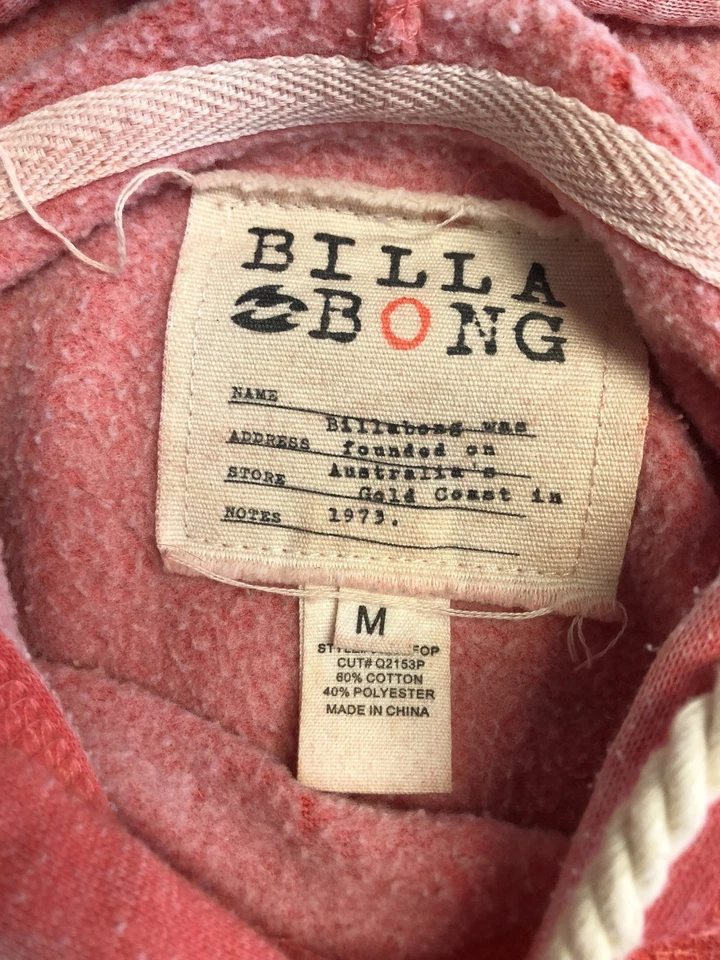 BILLA
BONG
NAME
Billabong was
ADDRESS founded on
STORE Australia's
Gold Coast in
NOTES 1973.
M
CUT# Q2153P
60% COTTON
40% POLYESTER
MADE IN CHINA